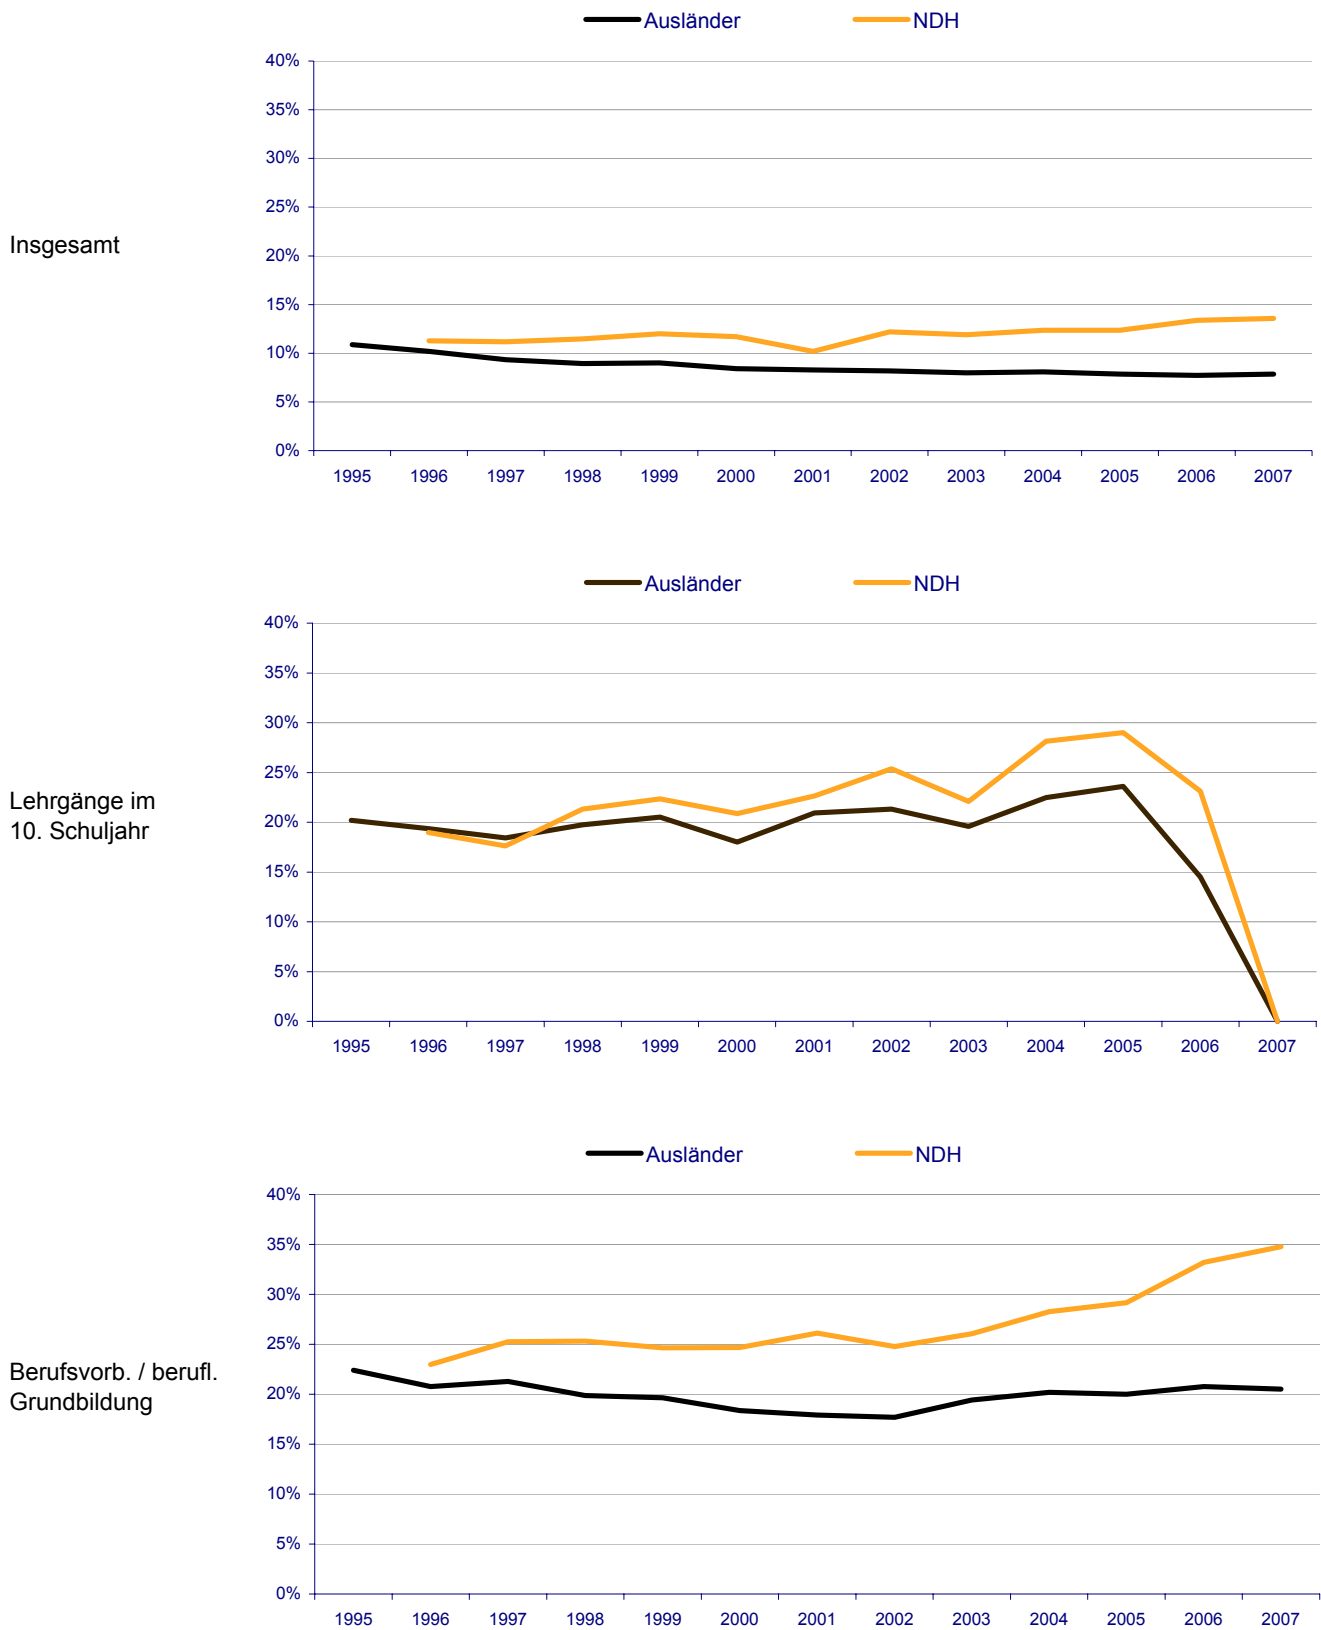 Ausländer NDH
40%
35%
30%
25%
Insgesamt
20%
15%
10%
5%
0%
1995 1996 1997 1998 1999 2000 2001 2002 2003 2004 2005 2006 2007
Ausländer NDH
40%
35%
30%
25%
Lehrgänge im
10. Schuljahr
20%
15%
10%
5%
0%
1995 1996 1997 1998 1999 2000 2001 2002 2003 2004 2005 2006 2007
Ausländer NDH
40%
35%
30%
25%
Berufsvorb. / berufl.
Grundbildung
20%
15%
10%
5%
0%
1995 1996 1997 1998 1999 2000 2001 2002 2003 2004 2005 2006 2007